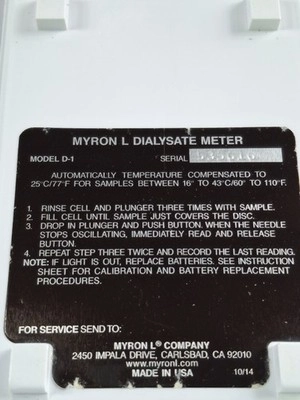 MYRON L DIALYSATE METER
MODEL D-1 SERIAL
AUTOMATICALLY TEMPERATURE COMPENSATED TO
25°C/77°F FOR SAMPLES BETWEEN 16° TO 43°C/60° TO 110°F.
1. RINSE CELL AND PLUNGER THREE TIMES WITH SAMPLE.
2. FILL CELL UNTIL SAMPLE JUST COVERS THE DISC.
3. DROP IN PLUNGER AND PUSH BUTTON. WHEN THE NEEDLE
STOPS OSCILLATING, IMMEDIATELY READ AND RELEASE
BUTTON.
4. REPEAT STEP THREE TWICE AND RECORD THE LAST READING.
NOTE: IF LIGHT IS OUT, REPLACE BATTERIES. SEE INSTRUCTION
SHEET FOR CALIBRATION AND BATTERY REPLACEMENT
PROCEDURES.
FOR SERVICE SEND TO:
MYRON L® COMPANY
2450 IMPALA DRIVE, CARLSBAD, CA 92010
www.myronl.com
MADE IN USA 10/14